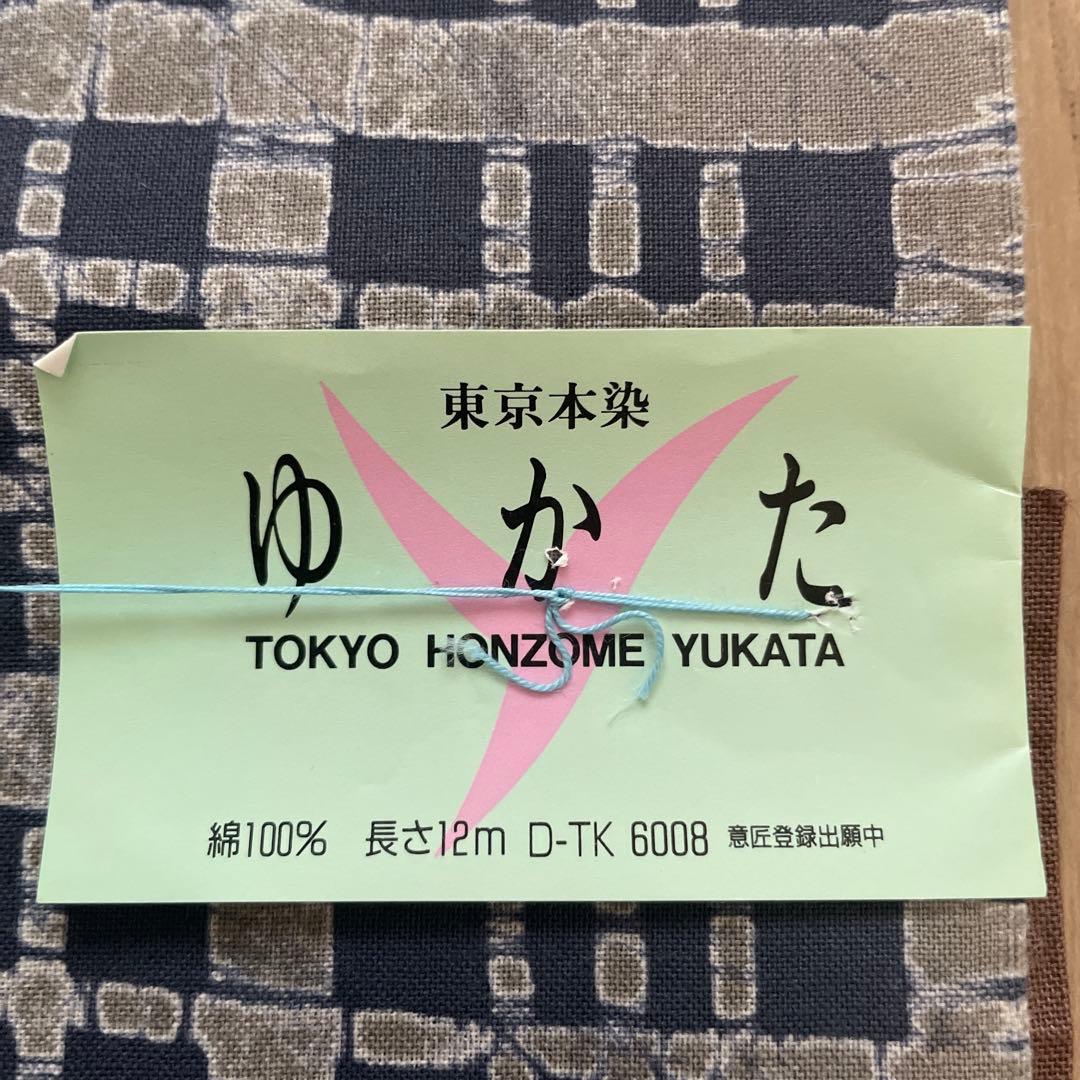 東京本染
ゆかた
TOKYO HONZOME YUKATA
綿100% 長さ12m D-TK 6008 意匠登録出願中